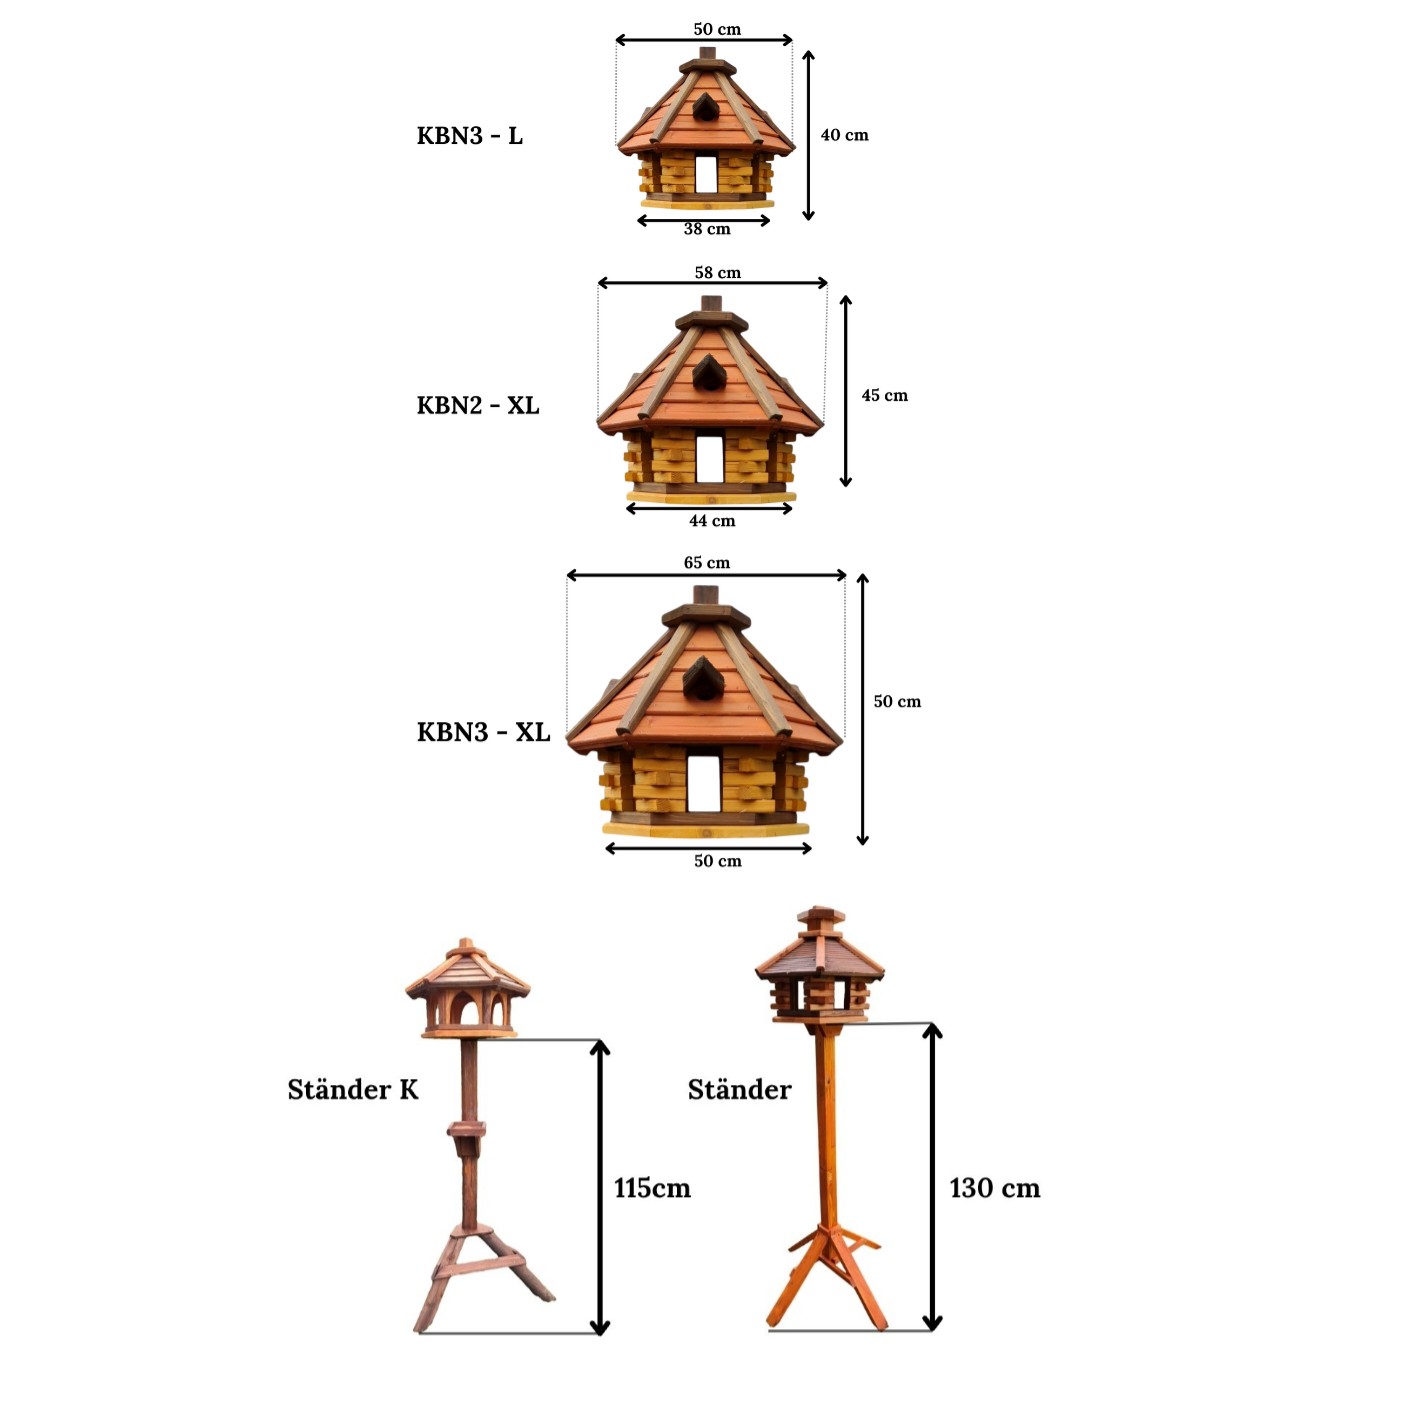 50 cm
KBN3 - L
40 cm
38 cm
58 cm
KBN2 - XL
45 cm
44 cm
65 cm
KBN3 - XL
50 cm
50 cm
Ständer K
Ständer
115cm
130 cm